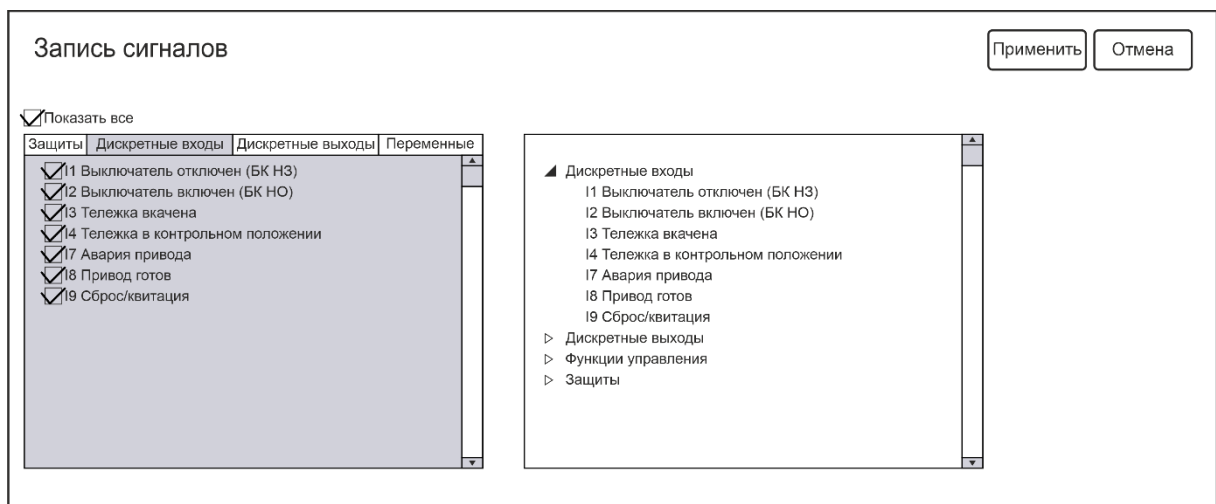 Запись сигналов
Применить
Отмена
Показать все
Защиты Дискретные входы Дискретные выходы Переменные
I1 Выключатель отключен (БК НЗ)
I2 Выключатель включен (БК НО)
I3 Тележка вкачена
I4 Тележка в контрольном положении
I7 Авария привода
I8 Привод готов
I9 Сброс/квитация
Дискретные входы
I1 Выключатель отключен (БК НЗ)
I2 Выключатель включен (БК НО)
I3 Тележка вкачена
I4 Тележка в контрольном положении
I7 Авария привода
I8 Привод готов
I9 Сброс/квитация
Дискретные выходы
Функции управления
Защиты